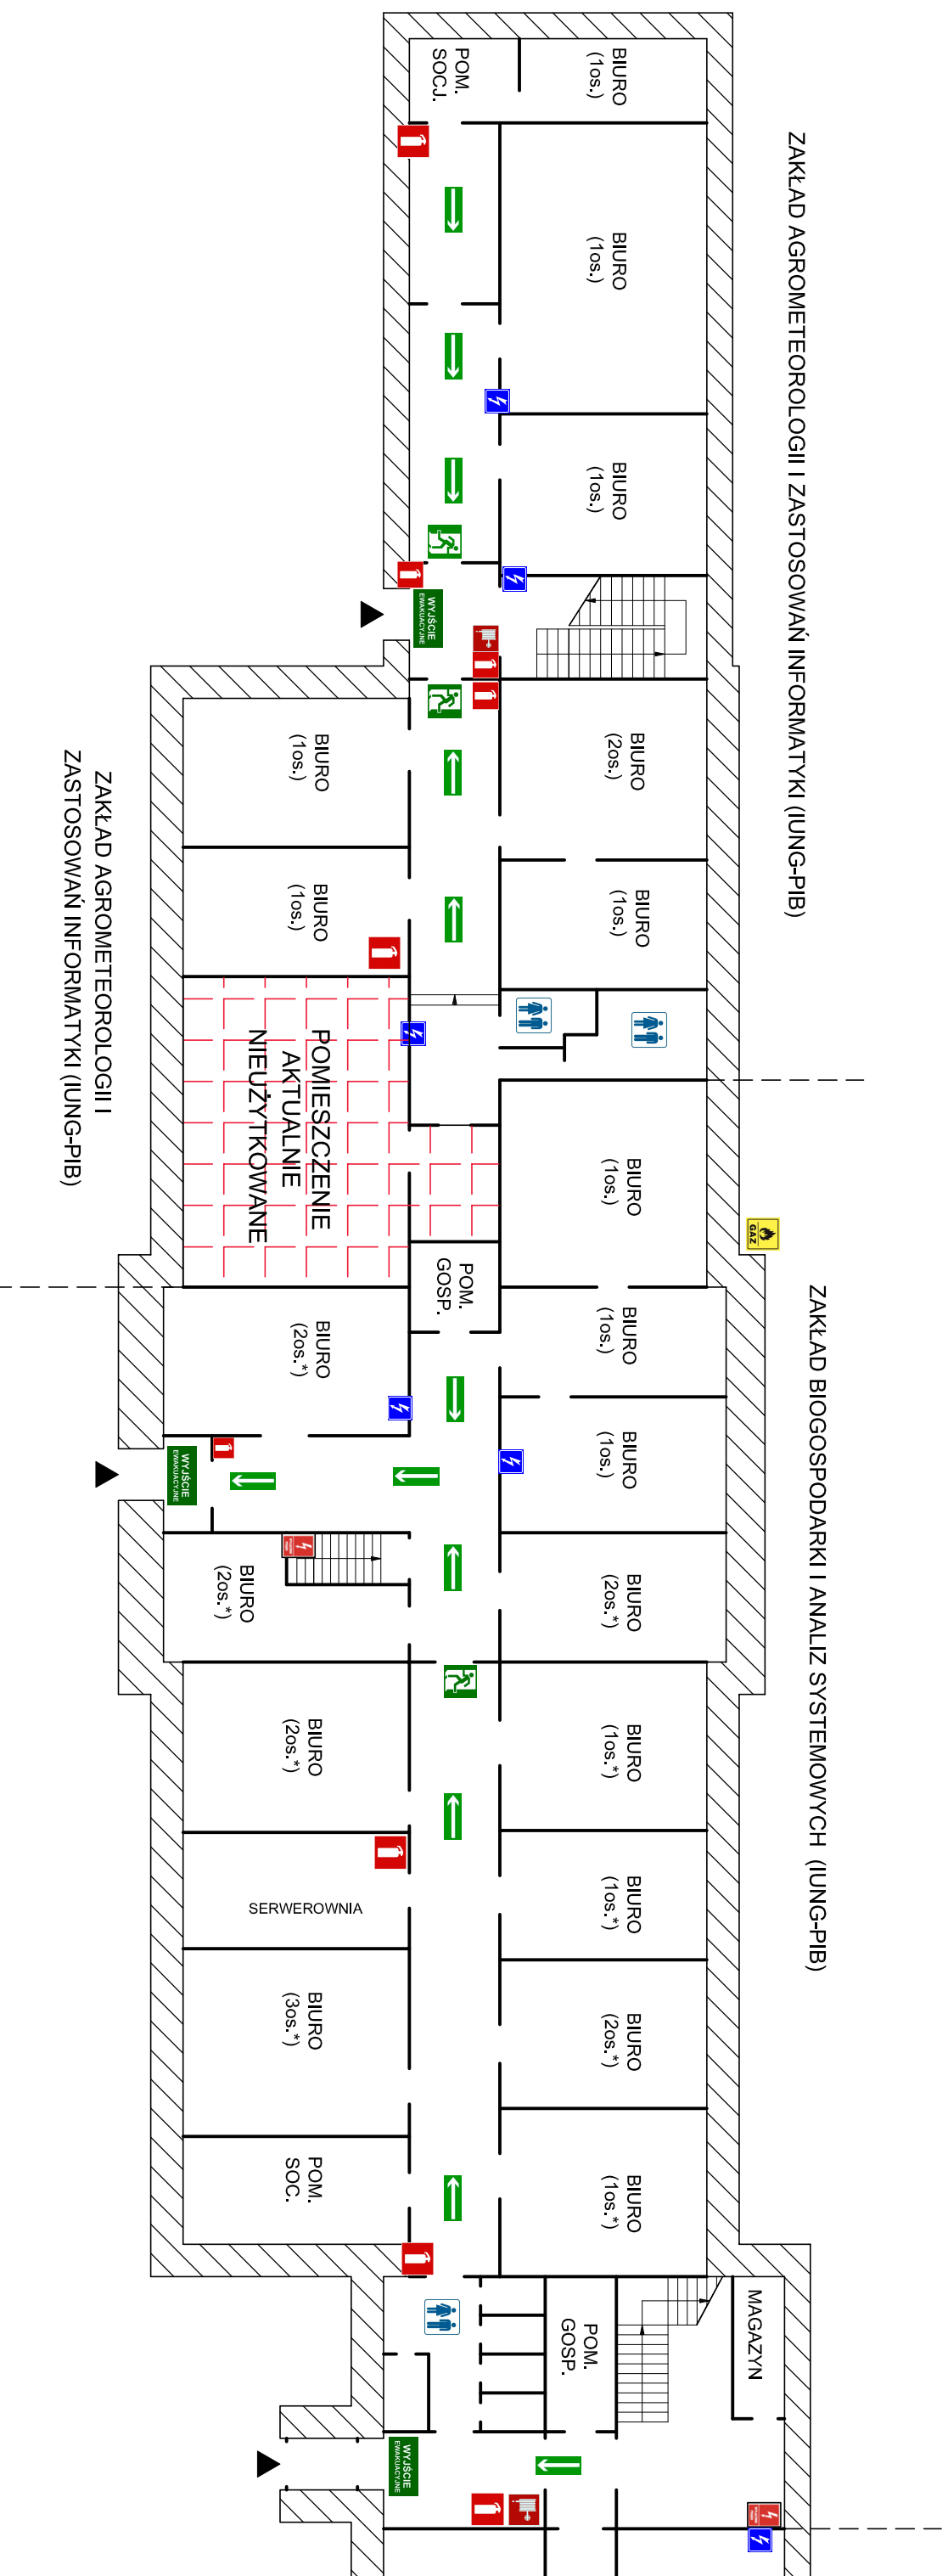 ZAKŁAD AGROMETEOROLOGII I ZASTOSOWAŃ INFORMATYKI (IUNG-PIB)
ZAKŁAD BIOGOSPODARKI I ANALIZ SYSTEMOWYCH (IUNG-PIB)
BIURO
(1os.)
BIURO
(1os.)
BIURO
(1os.)
BIURO
(2os.)
BIURO
(1os.)
BIURO
(1os.)
BIURO
(1os.)
BIURO
(1os.)
BIURO
(2os.*)
BIURO
(1os.*)
BIURO
(1os.*)
BIURO
(2os.*)
BIURO
(1os.*)
MAGAZYN
GAZ
POM.
SOCJ.
WYJŚCIE
EWAKUACYJNE
POM.
GOSP.
POM.
GOSP.
BIURO
(1os.)
BIURO
(1os.)
POMIESZCZENIE
AKTUALNIE
NIEUŻYTKOWANE
BIURO
(2os.*)
WYJŚCIE
EWAKUACYJNE
BIURO
(2os.*)
BIURO
(2os.*)
SERWEROWNIA
BIURO
(3os.*)
POM.
SOC.
WYJŚCIE
EWAKUACYJNE
ZAKŁAD AGROMETEOROLOGII I
ZASTOSOWAŃ INFORMATYKI (IUNG-PIB)